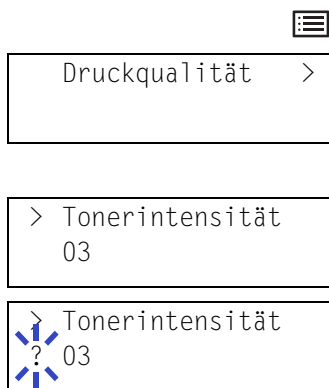 Druckqualität >
> Tonerintensität
03
> Tonerintensität
? 03